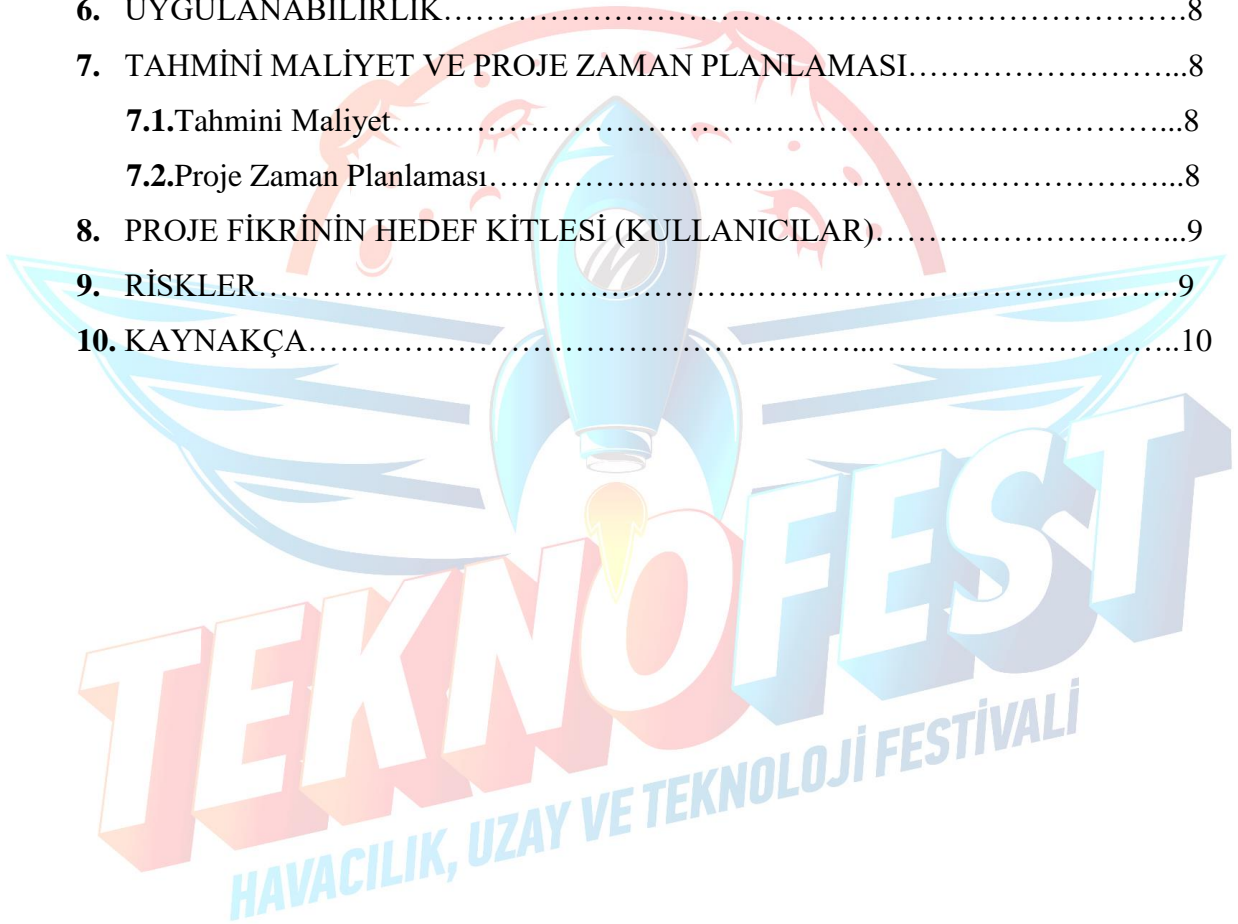 6. UYGULANABİLİRLİK……………………………………………………………….8
7. TAHMİNİ MALİYET VE PROJE ZAMAN PLANLAMASI……………………...8
7.1.Tahmini Maliyet…………………………………………………………………...8
7.2.Proje Zaman Planlaması…………………………………………………………...8
8. PROJE FİKRİNİN HEDEF KİTLESİ (KULLANICILAR)………………………..9
9. RİSKLER………………………………………………………………………………..9
10. KAYNAKÇA………………………………………………..………………………….10
TEKNOFEST
HAVACILIK, UZAY VE TEKNOLOJİ FESTİVALİ